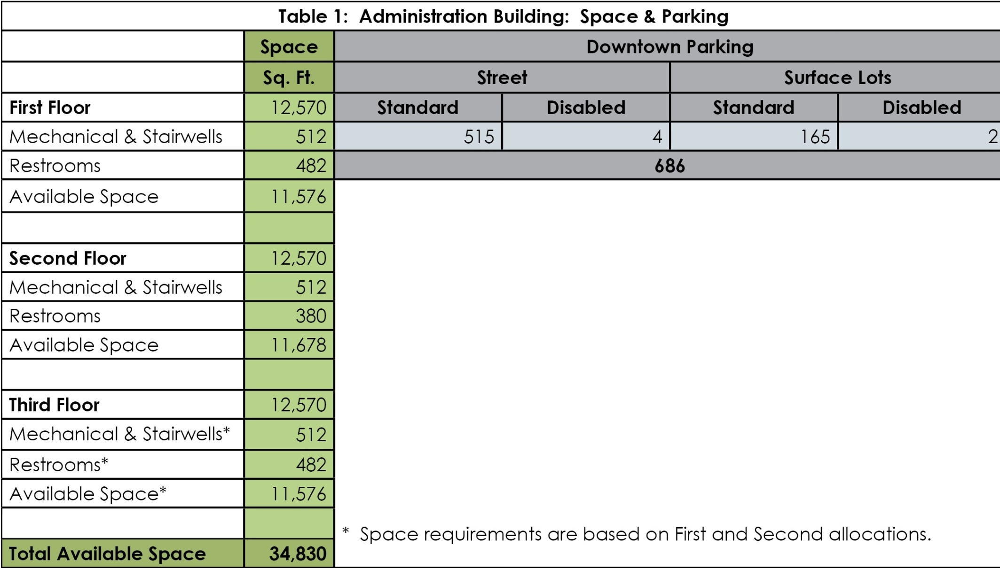 Table 1: Administration Building: Space & Parking
Space Downtown Parking
Sq. Ft. Street Surface Lots
First Floor 12,570 Standard Disabled Standard Disabled
Mechanical & Stairwells 512 515 4 165 2
Restrooms 482 686
Available Space 11,576
Second Floor 12,570
Mechanical & Stairwells 512
Restrooms 380
Available Space 11,678
Third Floor 12,570
Mechanical & Stairwells* 512
Restrooms* 482
Available Space* 11,576
* Space requirements are based on First and Second allocations.
Total Available Space 34,830